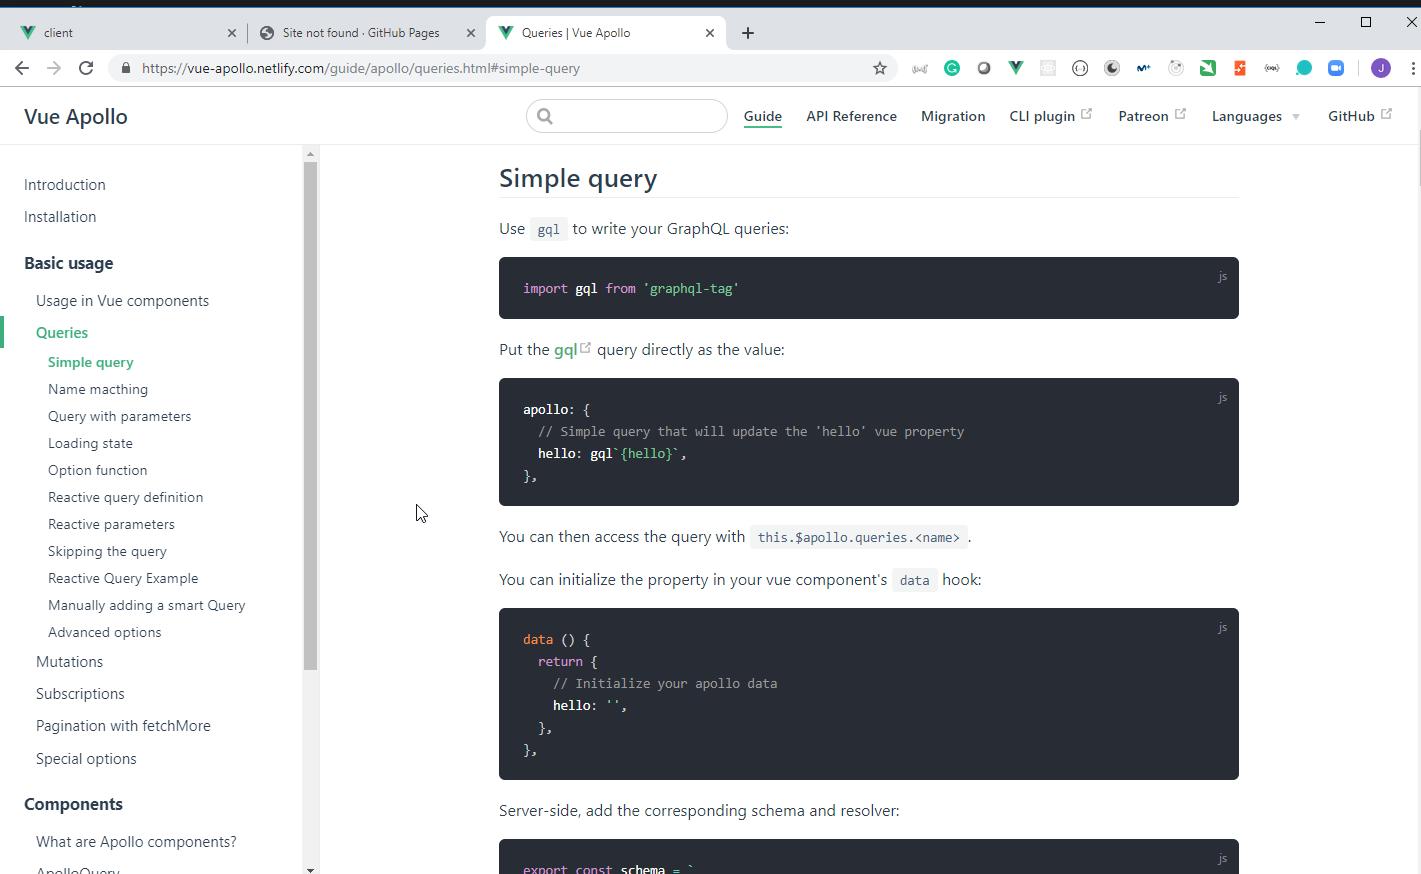 client
Site not found · GitHub Pages
Queries | Vue Apollo
https://vue-apollo.netlify.com/guide/apollo/queries.html#simple-query
J
Vue Apollo
Guide
API Reference
Migration
CLI plugin
Patreon
Languages
GitHub
Introduction
Installation
Basic usage
Usage in Vue components
Queries
Simple query
Name macthing
Query with parameters
Loading state
Option function
Reactive query definition
Reactive parameters
Skipping the query
Reactive Query Example
Manually adding a smart Query
Advanced options
Mutations
Subscriptions
Pagination with fetchMore
Special options
Components
What are Apollo components?
ApolloQuery
Simple query
Use gql to write your GraphQL queries:
js
import gql from 'graphql-tag'
Put the gql query directly as the value:
js
apollo: {
// Simple query that will update the 'hello' vue property
hello: gql`{hello}`,
},
You can then access the query with this.$apollo.queries.<name> .
You can initialize the property in your vue component's data hook:
js
data () {
return {
// Initialize your apollo data
hello: '',
},
},
Server-side, add the corresponding schema and resolver:
js
export const schema = `